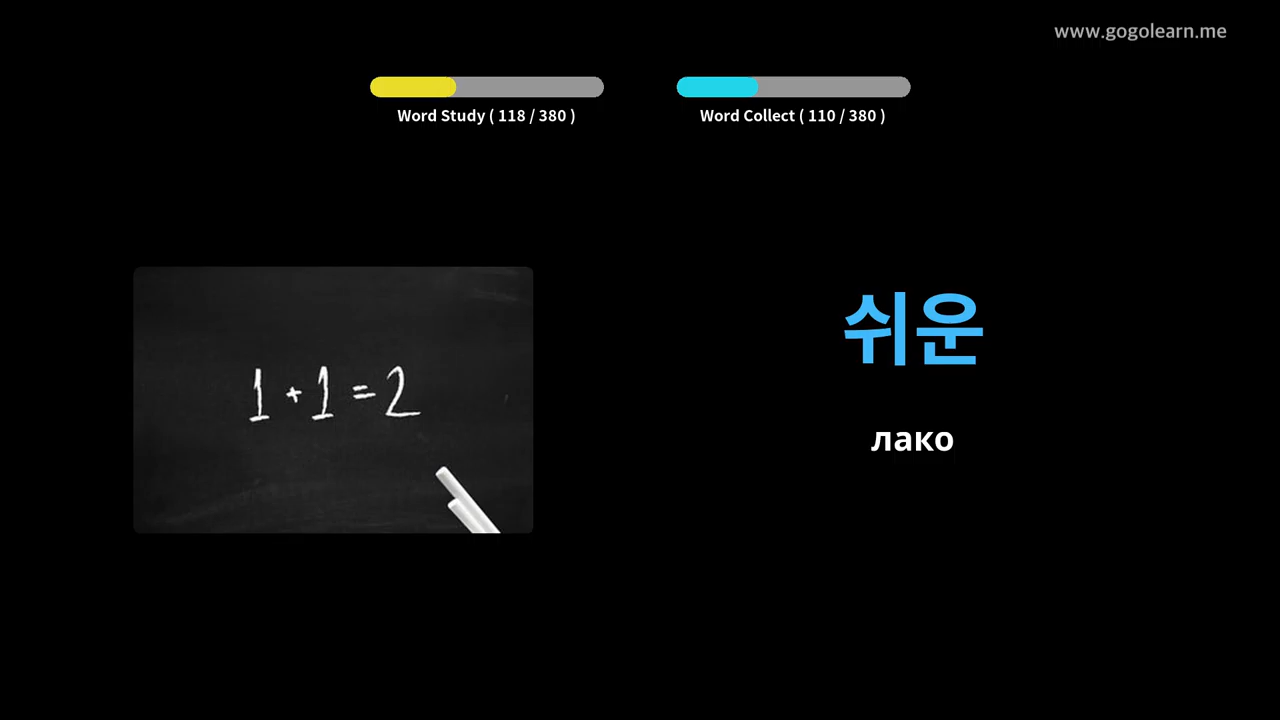 www.gogolearn.me
Word Study ( 118 / 380 )
Word Collect ( 110 / 380 )
1 + 1 = 2
쉬운
лако